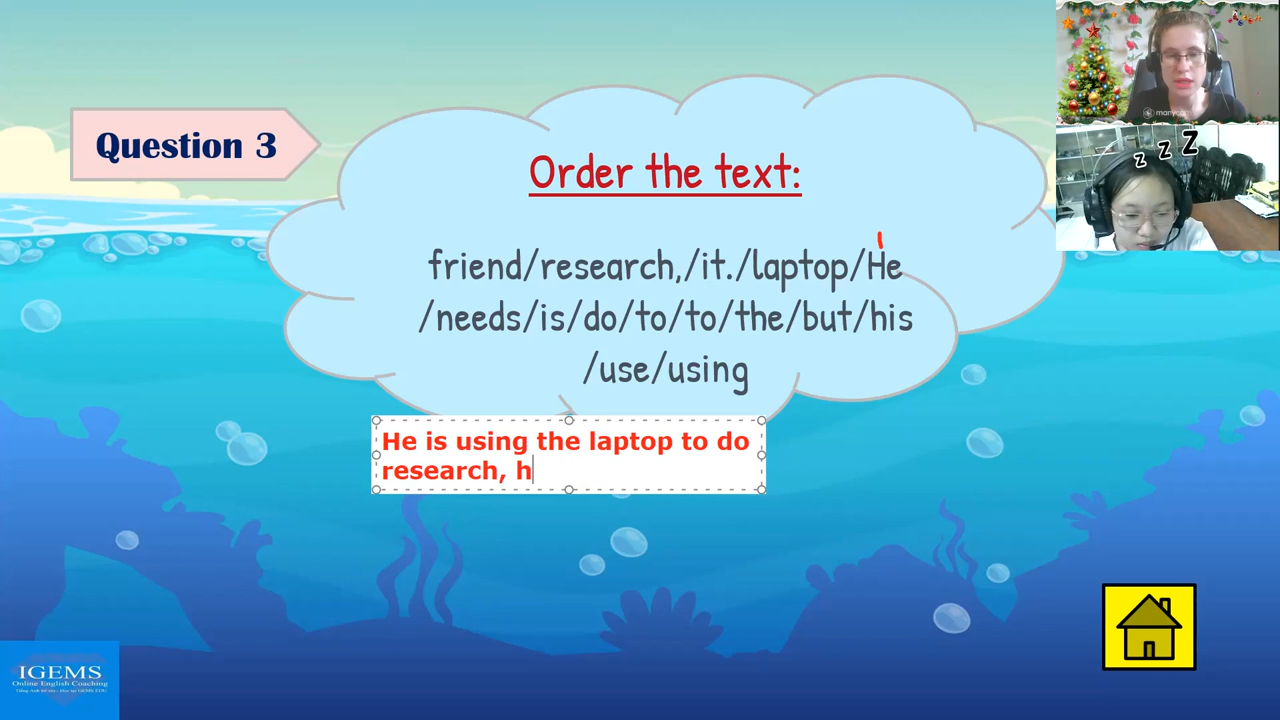 Question 3
Order the text:
friend/research,/it./laptop/He
/needs/is/do/to/to/the/but/his
/use/using
He is using the laptop to do
research, h
z z Z
IGEMS
Online English Coaching